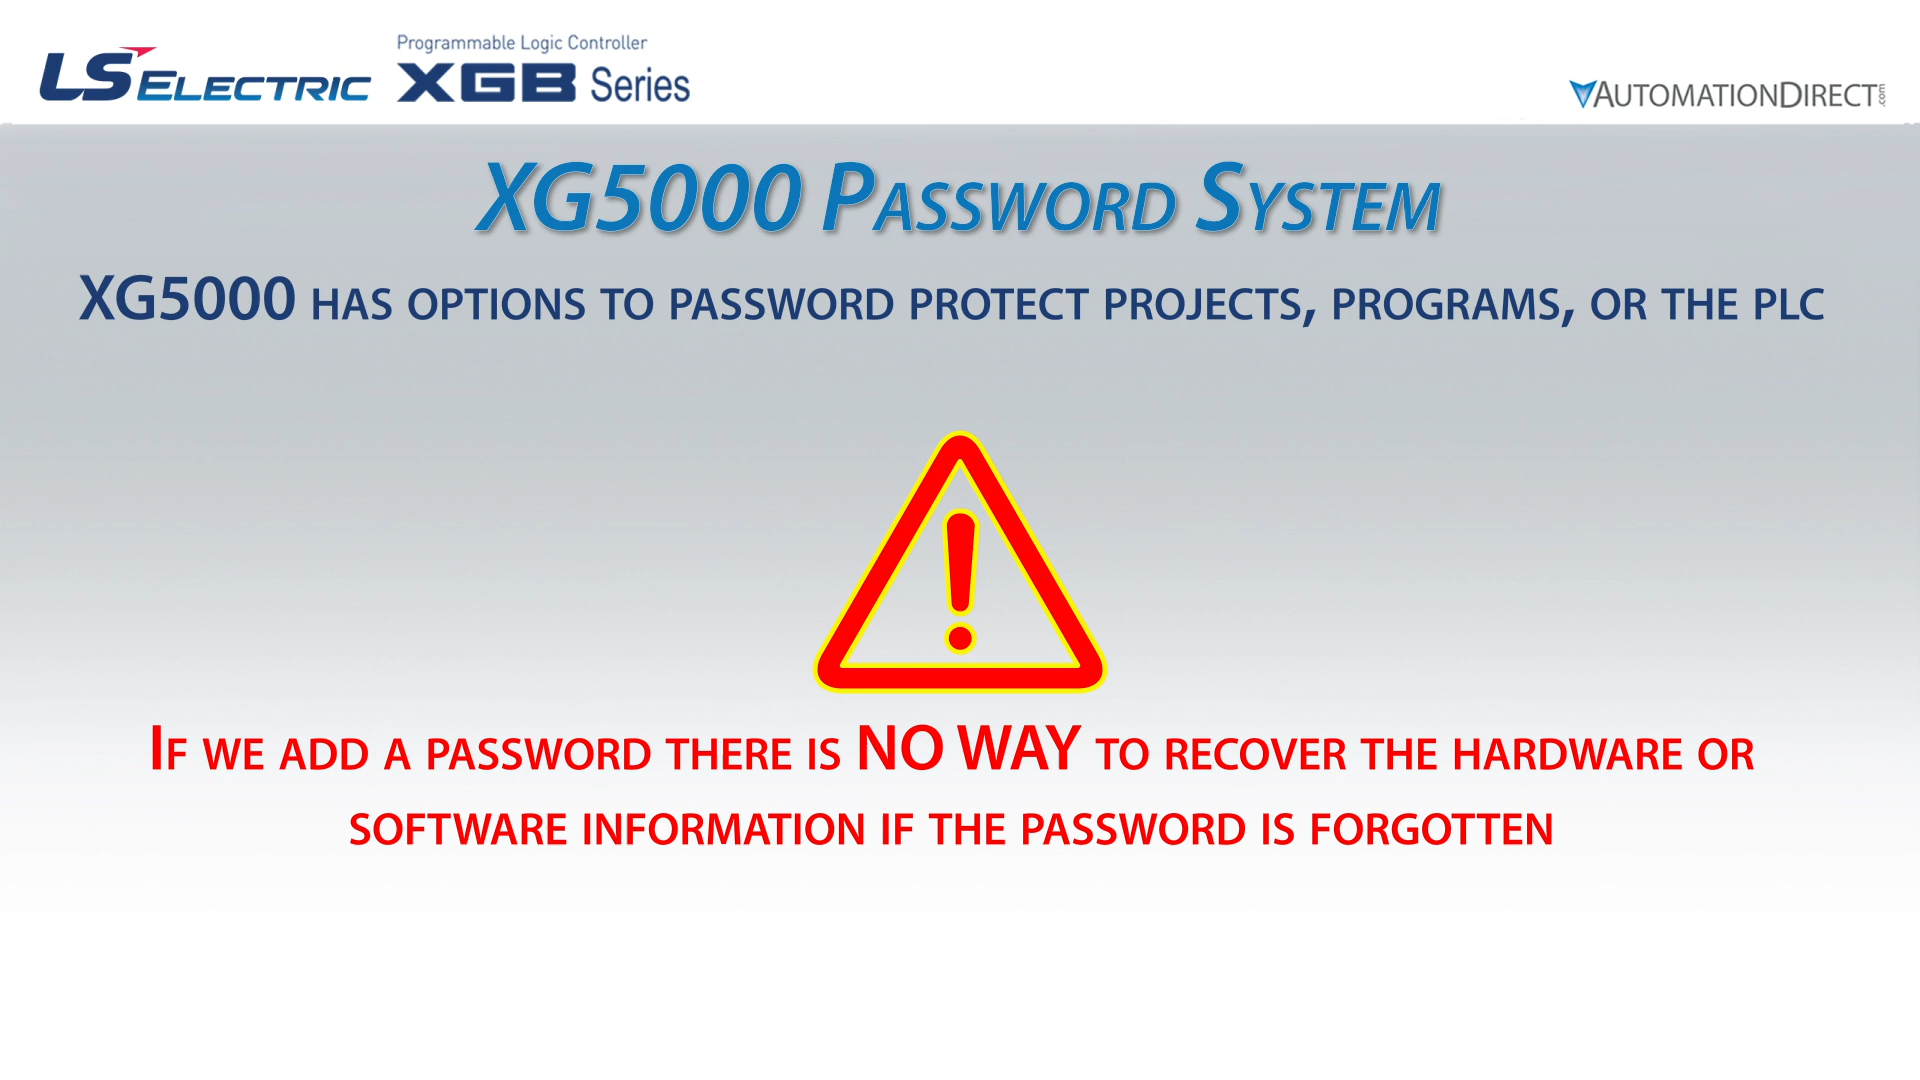 LS ELECTRIC
Programmable Logic Controller
XGB Series
AUTOMATIONDIRECT.com
XG5000 PASSWORD SYSTEM
XG5000 HAS OPTIONS TO PASSWORD PROTECT PROJECTS, PROGRAMS, OR THE PLC
IF WE ADD A PASSWORD THERE IS NO WAY TO RECOVER THE HARDWARE OR
SOFTWARE INFORMATION IF THE PASSWORD IS FORGOTTEN